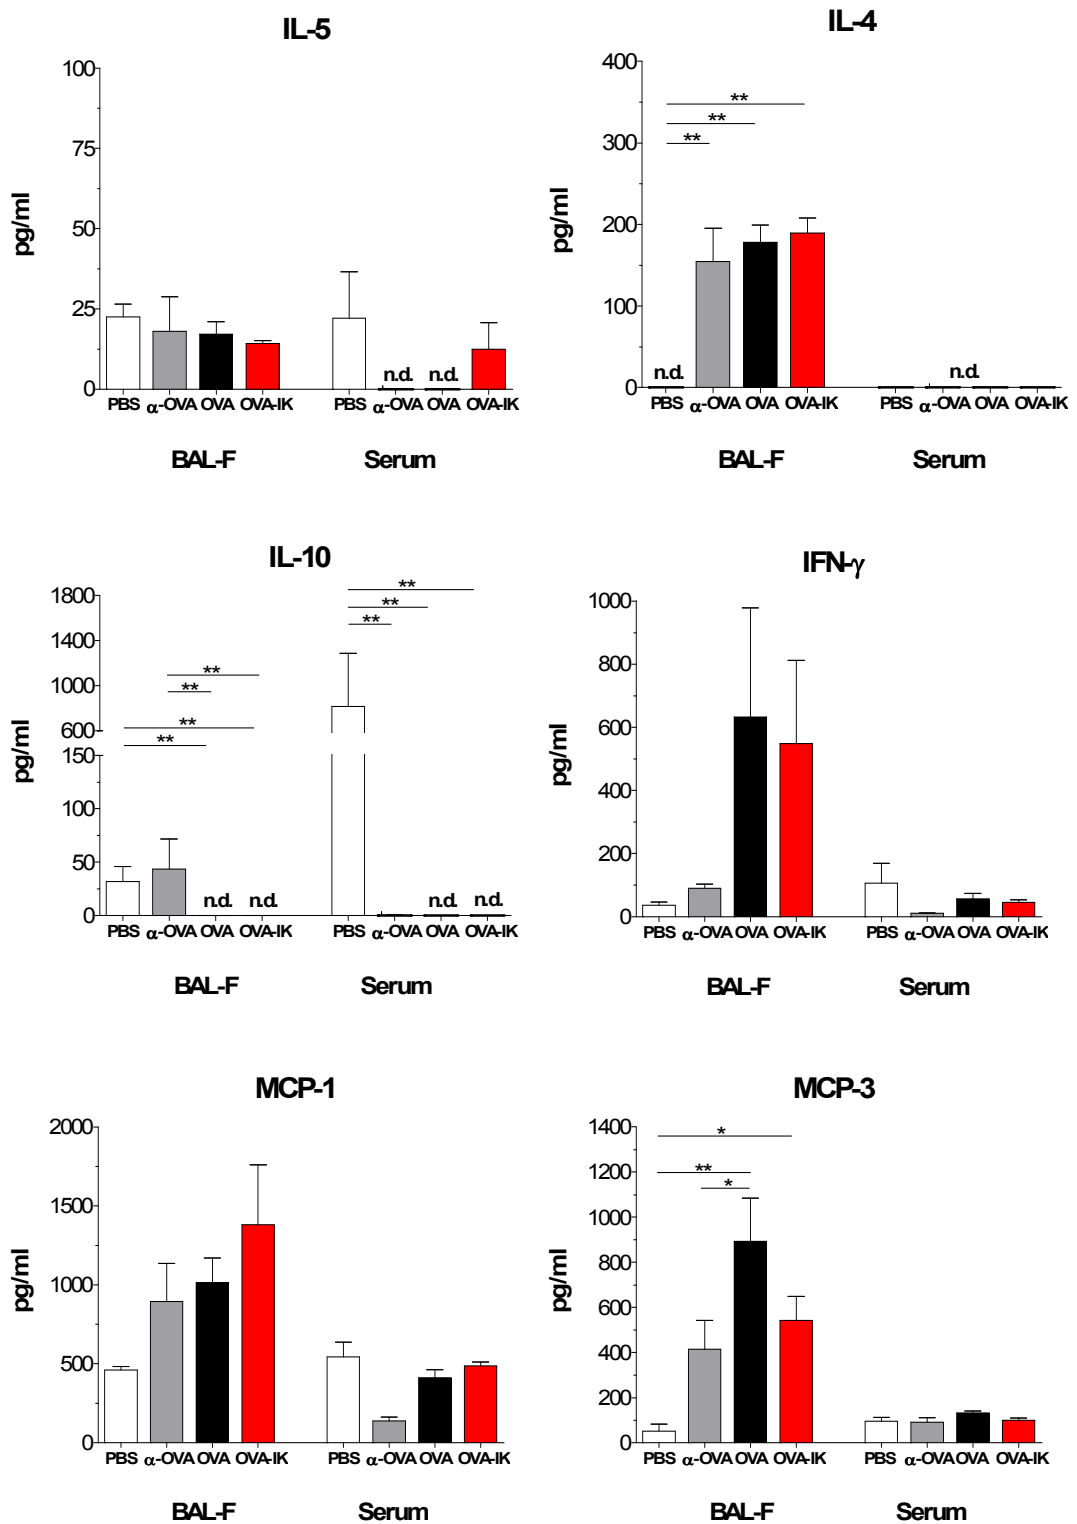 IL-5
100
75
50
25
0
pg/ml
n.d. n.d.
PBS α-OVA OVA OVA-IK PBS α-OVA OVA OVA-IK
BAL-F Serum
IL-4
400
300
200
100
0
pg/ml
**
**
**
n.d. n.d.
PBS α-OVA OVA OVA-IK PBS α-OVA OVA OVA-IK
BAL-F Serum
IL-10
1800
1400
1000
600
150
100
50
0
pg/ml
**
**
**
**
**
**
**
n.d. n.d. n.d. n.d.
PBS α-OVA OVA OVA-IK PBS α-OVA OVA OVA-IK
BAL-F Serum
IFN-γ
1000
800
600
400
200
0
pg/ml
PBS α-OVA OVA OVA-IK PBS α-OVA OVA OVA-IK
BAL-F Serum
MCP-1
2000
1500
1000
500
0
pg/ml
PBS α-OVA OVA OVA-IK PBS α-OVA OVA OVA-IK
BAL-F Serum
MCP-3
1400
1200
1000
800
600
400
200
0
pg/ml
*
**
*
PBS α-OVA OVA OVA-IK PBS α-OVA OVA OVA-IK
BAL-F Serum